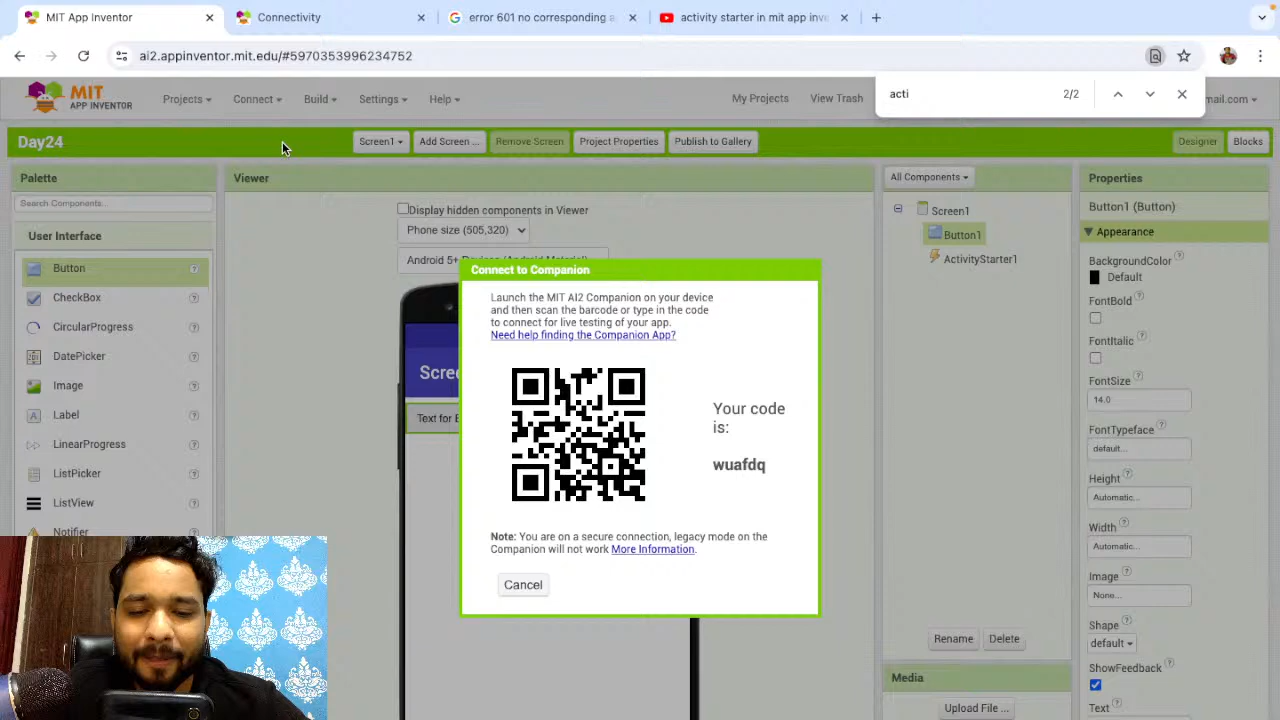 MIT App Inventor
Connectivity
error 601 no corresponding a
activity starter in mit app inve
ai2.appinventor.mit.edu/#5970353996234752
acti
2/2
MIT
APP INVENTOR
Projects
Connect
Build
Settings
Help
My Projects
View Trash
mail.com
Day24
Screen1
Add Screen ...
Remove Screen
Project Properties
Publish to Gallery
Designer
Blocks
Palette
Search Components...
User Interface
Button
CheckBox
CircularProgress
DatePicker
Image
Label
LinearProgress
ListPicker
ListView
Notifier
Viewer
Display hidden components in Viewer
Phone size (505,320)
Android 5+ Devices (Android Material)
Scree
Text for B
Connect to Companion
Launch the MIT AI2 Companion on your device
and then scan the barcode or type in the code
to connect for live testing of your app.
Need help finding the Companion App?
Your code
is:
wuafdq
Note: You are on a secure connection, legacy mode on the
Companion will not work More Information.
Cancel
All Components
Screen1
Button1
ActivityStarter1
Rename
Delete
Media
Upload File ...
Properties
Button1 (Button)
Appearance
BackgroundColor
Default
FontBold
FontItalic
FontSize
14.0
FontTypeface
default...
Height
Automatic...
Width
Automatic...
Image
None...
Shape
default
ShowFeedback
Text